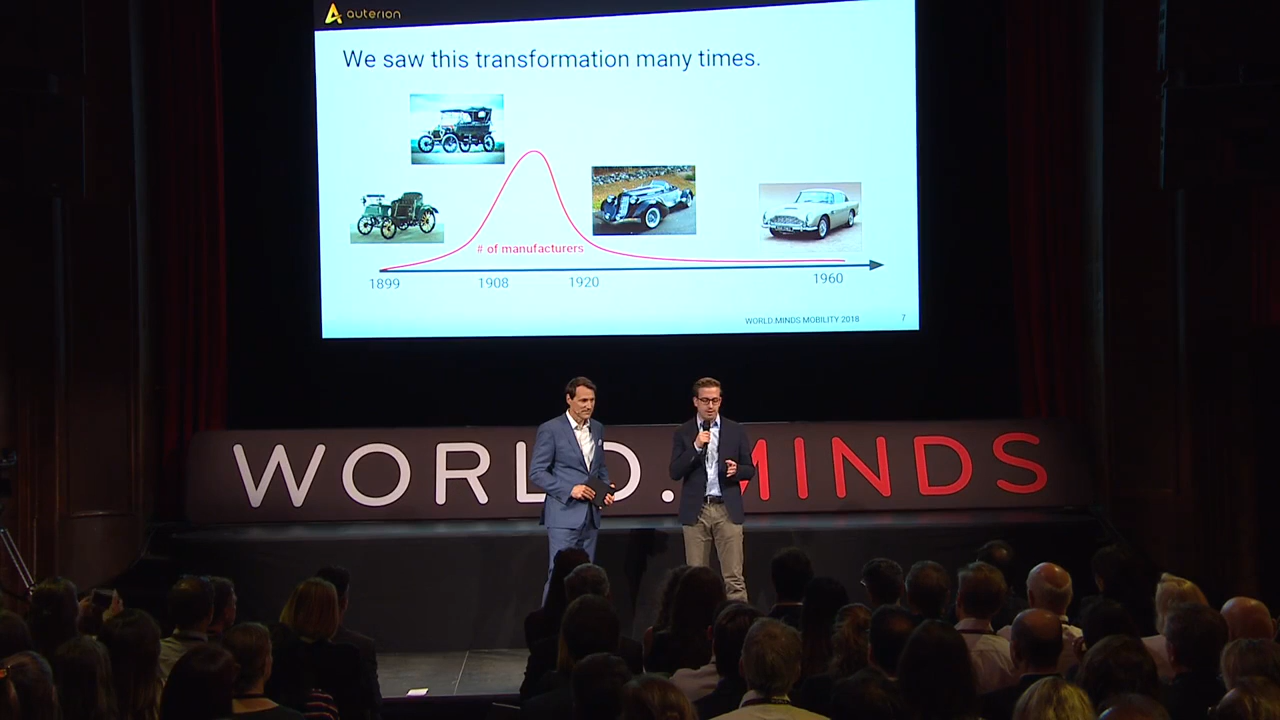 auterion
We saw this transformation many times.
# of manufacturers
1899
1908
1920
1960
WORLD MINDS MOBILITY 2018
7
WORLD.MINDS